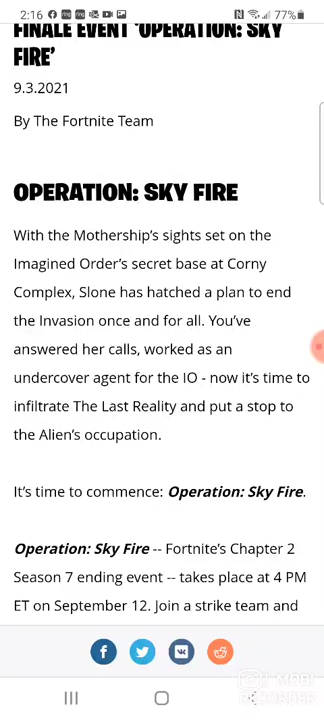 2:16
77%
FINALE EVENT 'OPERATION: SKY
FIRE'
9.3.2021
By The Fortnite Team
OPERATION: SKY FIRE
With the Mothership's sights set on the
Imagined Order's secret base at Corny
Complex, Slone has hatched a plan to end
the Invasion once and for all. You've
answered her calls, worked as an
undercover agent for the IO - now it's time to
infiltrate The Last Reality and put a stop to
the Alien's occupation.
It's time to commence: Operation: Sky Fire.
Operation: Sky Fire -- Fortnite's Chapter 2
Season 7 ending event -- takes place at 4 PM
ET on September 12. Join a strike team and
MOBI
RECORDER